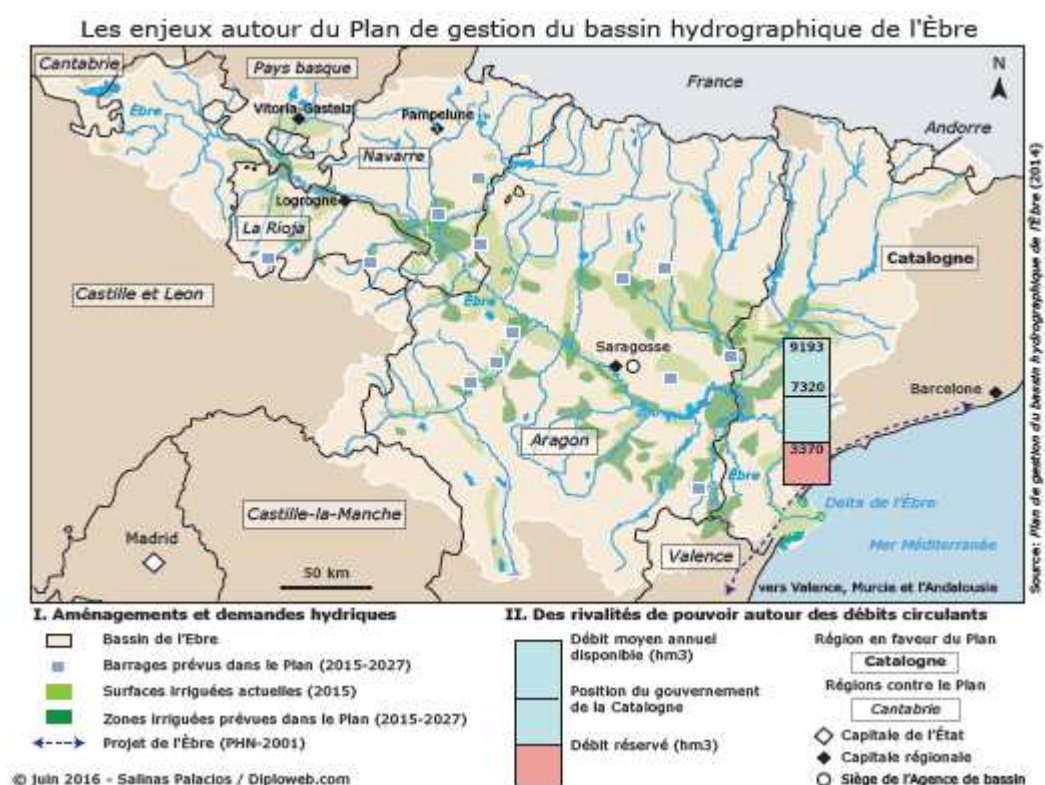 Les enjeux autour du Plan de gestion du bassin hydrographique de l'Èbre
Cantabrie
Pays basque
France
N
Vitoria-Gasteiz
Pampelune
Andorre
Èbre
Navarre
Logrogne
La Rioja
Catalogne
Castille et Leon
Èbre
9193
Saragosse
7320
Barcelone
Aragon
3370
Èbre
Delta de l'Èbre
Castille-la-Manche
Mer Méditerranée
Madrid
Valence
50 km
vers Valence, Murcie et l'Andalousie
Source: Plan de gestion du bassin hydrographique de l'Èbre (2014)
I. Aménagements et demandes hydriques
Bassin de l'Ebre
Barrages prévus dans le Plan (2015-2027)
Surfaces irriguées actuelles (2015)
Zones irriguées prévues dans le Plan (2015-2027)
Projet de l'Èbre (PHN-2001)
II. Des rivalités de pouvoir autour des débits circulants
Débit moyen annuel
disponible (hm3)
Position du gouvernement
de la Catalogne
Débit réservé (hm3)
Région en faveur du Plan
Catalogne
Régions contre le Plan
Cantabrie
Capitale de l'État
Capitale régionale
Siège de l'Agence de bassin
© juin 2016 - Salinas Palacios / Diploweb.com